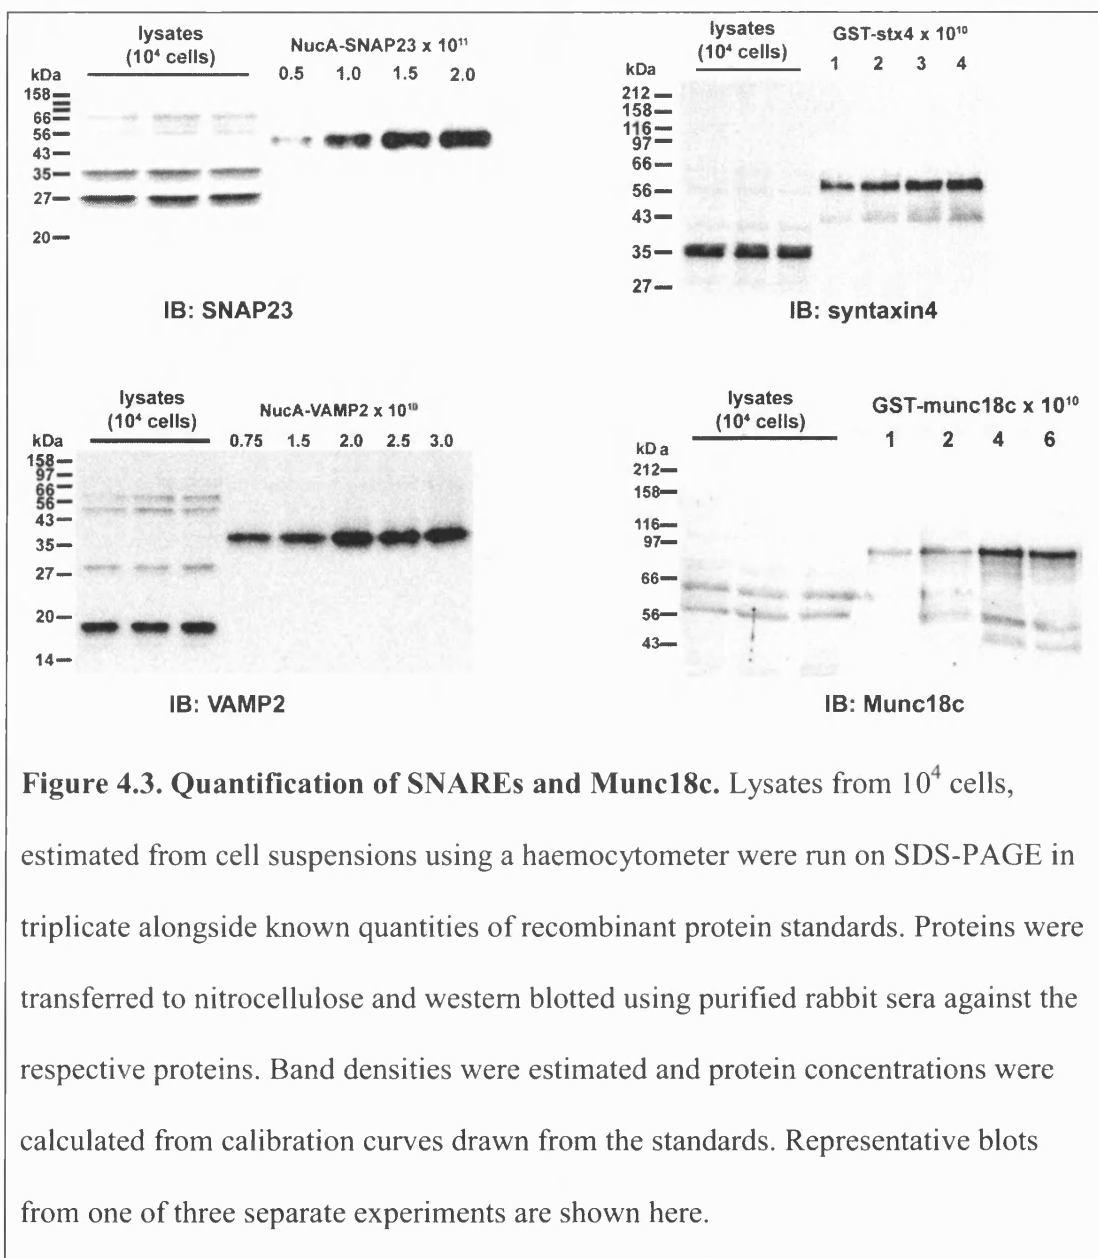 lysates
(10⁴ cells)
NucA-SNAP23 x 10¹¹
kDa
0.5 1.0 1.5 2.0
158
66
56
43
35
27
20
IB: SNAP23
lysates
(10⁴ cells)
GST-stx4 x 10¹⁰
kDa
1 2 3 4
212
158
116
97
66
56
43
35
27
IB: syntaxin4
lysates
(10⁴ cells)
NucA-VAMP2 x 10¹⁰
kDa
0.75 1.5 2.0 2.5 3.0
158
97
66
56
43
35
27
20
14
IB: VAMP2
lysates
(10⁴ cells)
GST-munc18c x 10¹⁰
kDa
1 2 4 6
212
158
116
97
66
56
43
IB: Munc18c
Figure 4.3. Quantification of SNAREs and Munc18c. Lysates from 10⁴ cells,
estimated from cell suspensions using a haemocytometer were run on SDS-PAGE in
triplicate alongside known quantities of recombinant protein standards. Proteins were
transferred to nitrocellulose and western blotted using purified rabbit sera against the
respective proteins. Band densities were estimated and protein concentrations were
calculated from calibration curves drawn from the standards. Representative blots
from one of three separate experiments are shown here.